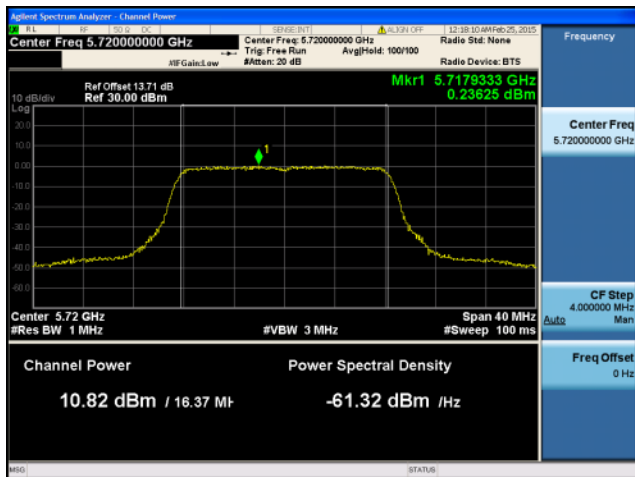 Agilent Spectrum Analyzer - Channel Power
RL RF 50 Ω DC SENSE:INT ALIGN OFF 12:18:10 AM Feb 25, 2015
Center Freq 5.720000000 GHz Center Freq: 5.720000000 GHz Radio Std: None
Trig: Free Run Avg|Hold: 100/100
#IFGain:Low #Atten: 20 dB Radio Device: BTS
Frequency
Ref Offset 13.71 dB Mkr1 5.7179333 GHz
10 dB/div Ref 30.00 dBm 0.23625 dBm
Log
20.0
10.0
1
0.00
-10.0
-20.0
-30.0
-40.0
-50.0
-60.0
Center Freq
5.720000000 GHz
Center 5.72 GHz Span 40 MHz
#Res BW 1 MHz #VBW 3 MHz #Sweep 100 ms
CF Step
4.000000 MHz
Auto Man
Channel Power Power Spectral Density
10.82 dBm / 16.37 MH -61.32 dBm /Hz
Freq Offset
0 Hz
MSG STATUS